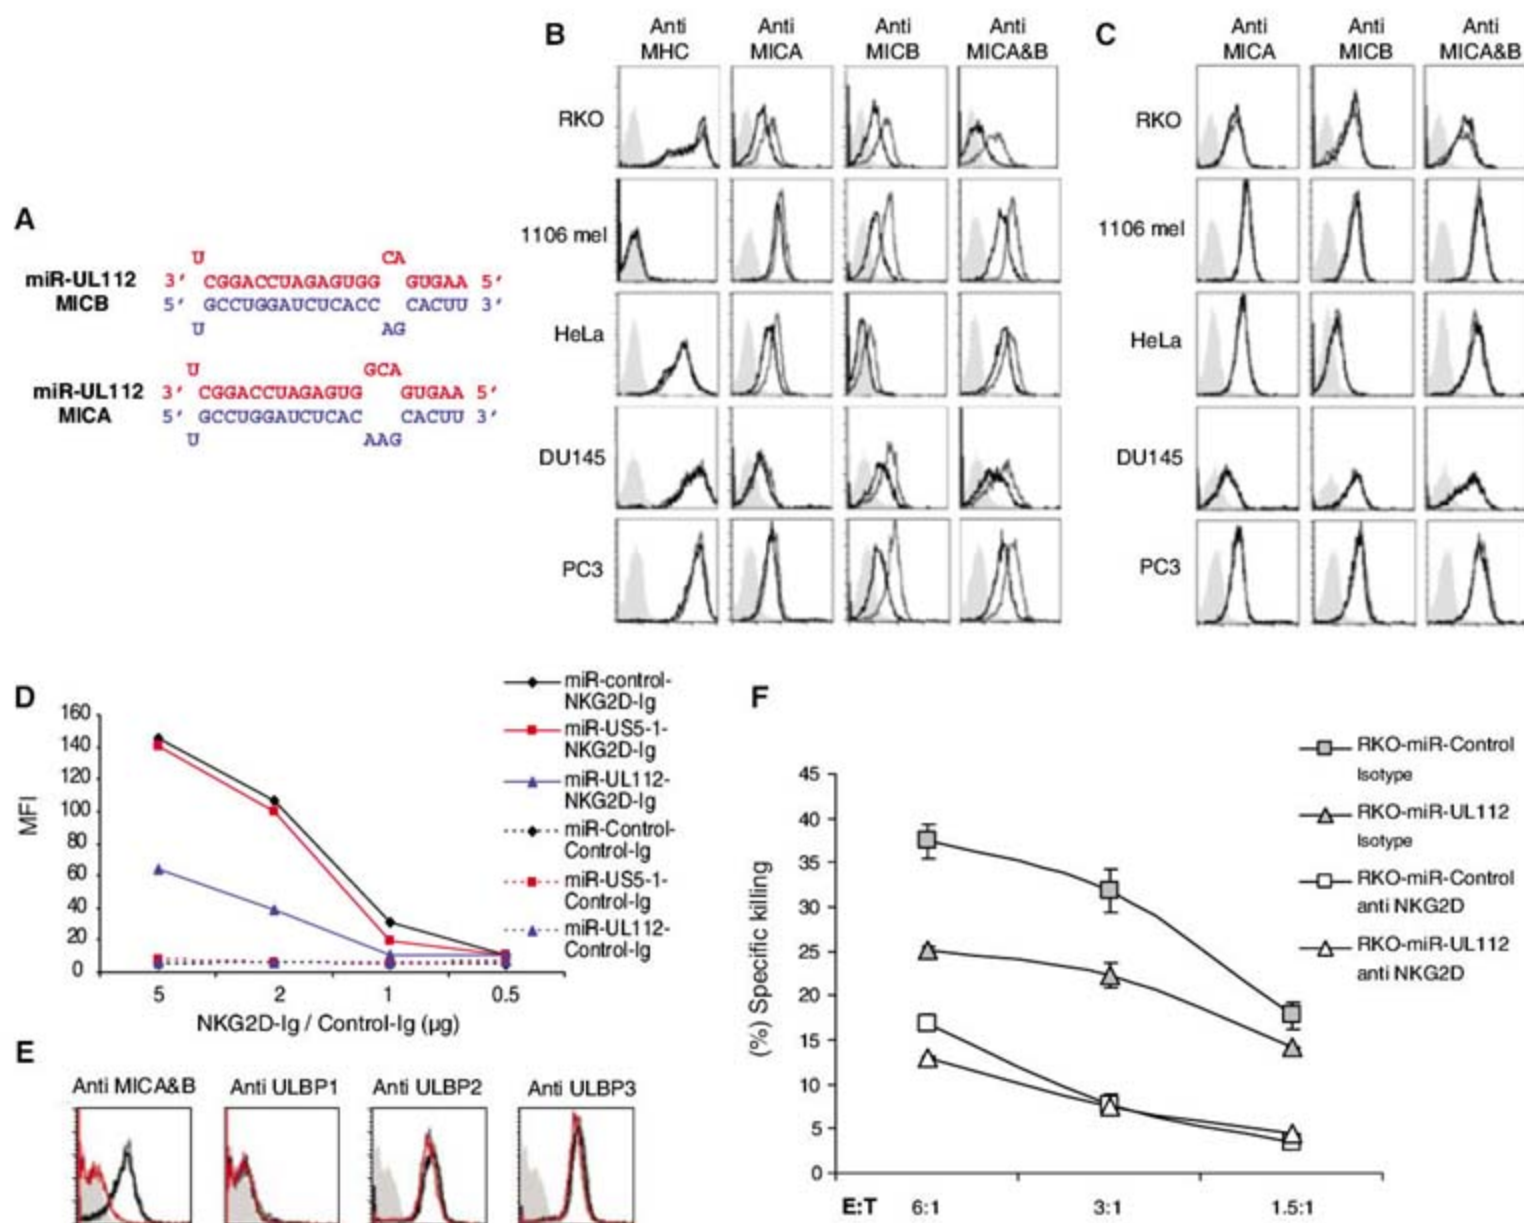 A
U CA
miR-UL112 3' CGGACCUAGAGUGG GUGAA 5'
MICB 5' GCCUGGAUCUCACC CACUU 3'
U AG
U GCA
miR-UL112 3' CGGACCUAGAGUG GUGAA 5'
MICA 5' GCCUGGAUCUCAC CACUU 3'
U AAG
B
Anti MHC
Anti MICA
Anti MICB
Anti MICA&B
RKO
1106 mel
HeLa
DU145
PC3
C
Anti MICA
Anti MICB
Anti MICA&B
RKO
1106 mel
HeLa
DU145
PC3
D
MFI
160
140
120
100
80
60
40
20
0
5 2 1 0.5
NKG2D-Ig / Control-Ig (µg)
miR-control-
NKG2D-Ig
miR-US5-1-
NKG2D-Ig
miR-UL112-
NKG2D-Ig
miR-Control-
Control-Ig
miR-US5-1-
Control-Ig
miR-UL112-
Control-Ig
E
Anti MICA&B Anti ULBP1 Anti ULBP2 Anti ULBP3
F
(%) Specific killing
45
40
35
30
25
20
15
10
5
0
E:T 6:1 3:1 1.5:1
RKO-miR-Control
Isotype
RKO-miR-UL112
Isotype
RKO-miR-Control
anti NKG2D
RKO-miR-UL112
anti NKG2D